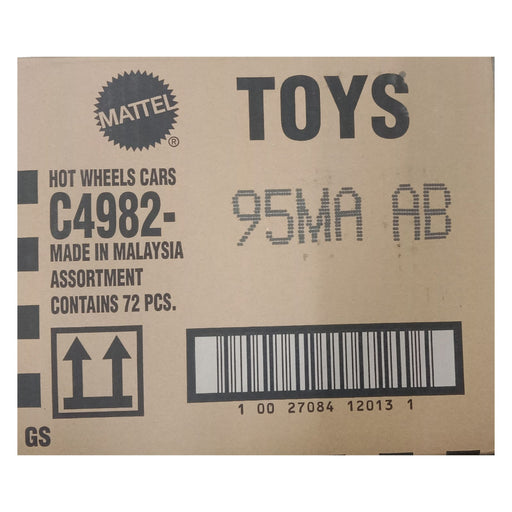 MATTEL
®
TOYS
HOT WHEELS CARS
C4982-
95MA AB
MADE IN MALAYSIA
ASSORTMENT
CONTAINS 72 PCS.
1 00 27084 12013 1
GS